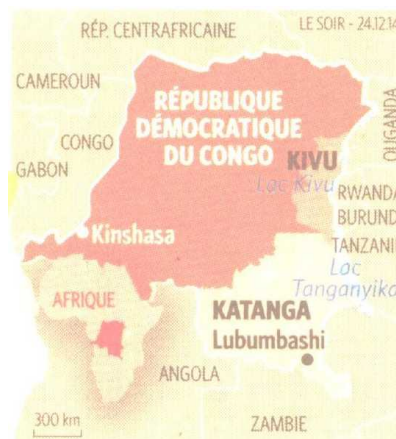 RÉP. CENTRAFRICAINE
LE SOIR - 24.12.14
CAMEROUN
RÉPUBLIQUE
DÉMOCRATIQUE
DU CONGO
OUGANDA
CONGO
KIVU
GABON
Lac Kivu
RWANDA
BURUNDI
Kinshasa
TANZANIE
Lac
Tanganyika
AFRIQUE
KATANGA
Lubumbashi
ANGOLA
300 km
ZAMBIE